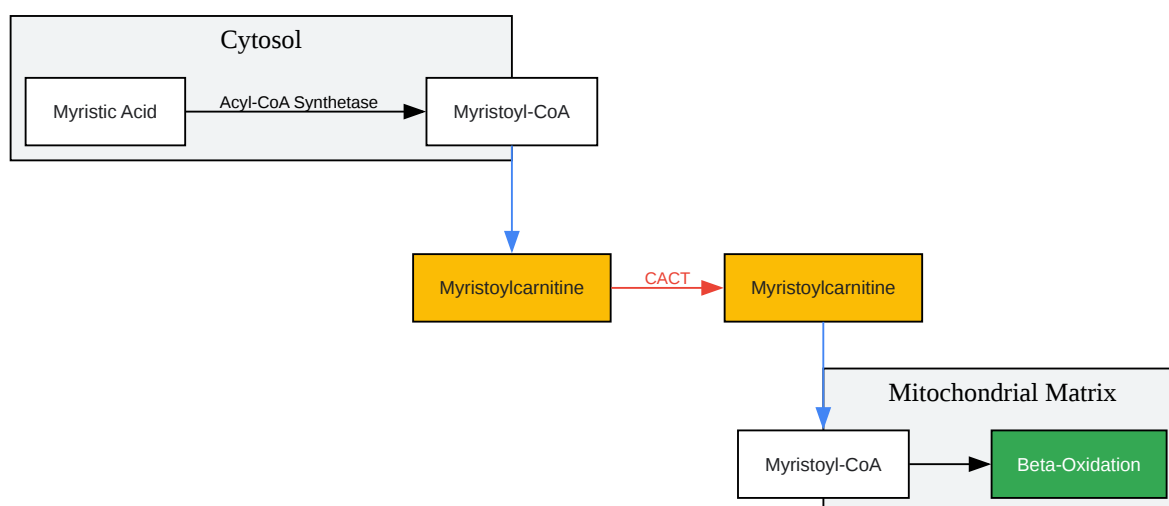 Cytosol
Myristic Acid
Acyl-CoA Synthetase
Myristoyl-CoA
Myristoylcarnitine
CACT
Myristoylcarnitine
Mitochondrial Matrix
Myristoyl-CoA
Beta-Oxidation